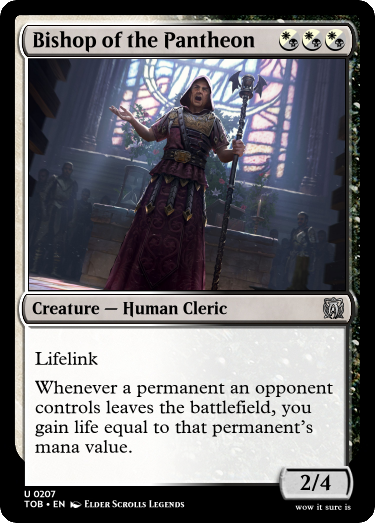 Bishop of the Pantheon
Creature — Human Cleric
Lifelink
Whenever a permanent an opponent
controls leaves the battlefield, you
gain life equal to that permanent's
mana value.
2/4
U 0207
TOB • EN Elder Scrolls Legends
wow it sure is